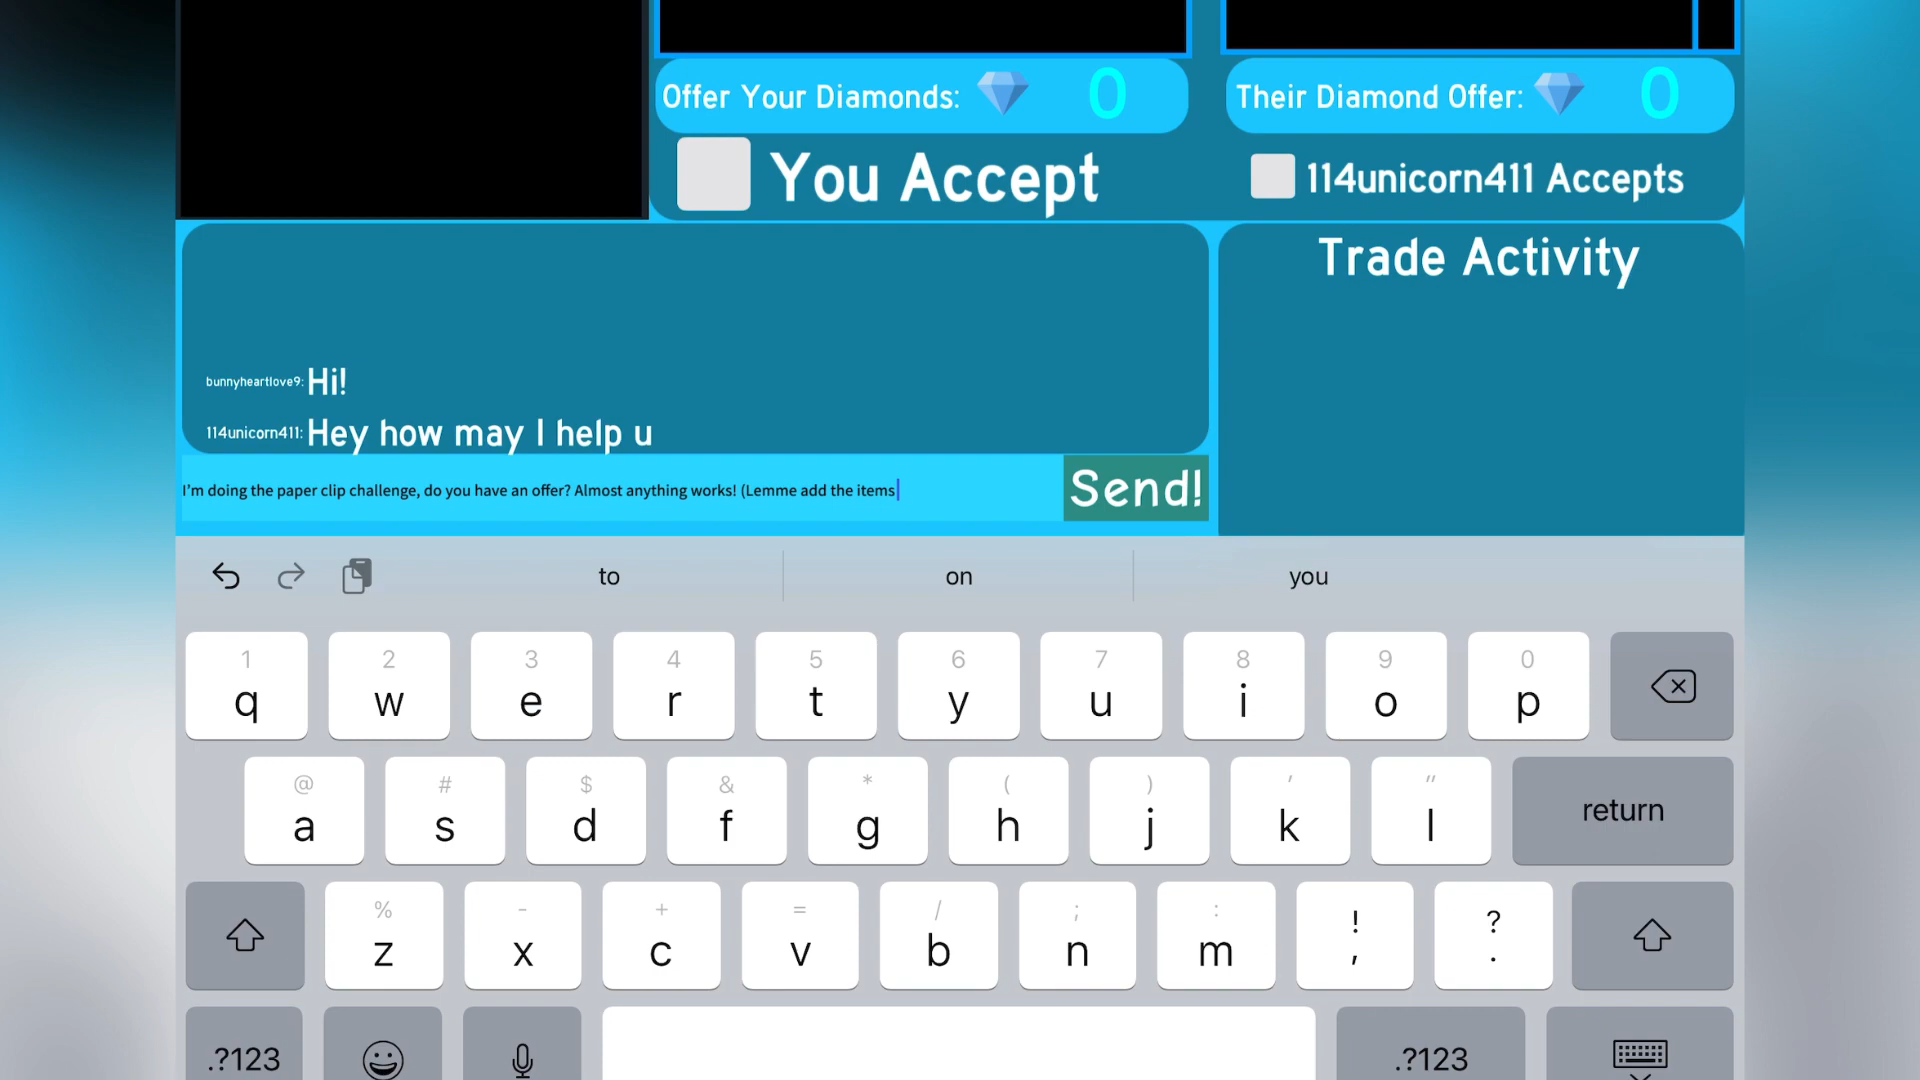 Offer Your Diamonds: 0
Their Diamond Offer: 0
You Accept
114unicorn411 Accepts
Trade Activity
bunnyheartlove9: Hi!
114unicorn411: Hey how may I help u
I'm doing the paper clip challenge, do you have an offer? Almost anything works! (Lemme add the items
Send!
to on you
1 2 3 4 5 6 7 8 9 0
q w e r t y u i o p
@ # $ & * ( ) ' "
a s d f g h j k l return
% - + = / ; : ! ?
z x c v b n m , .
.?123 .?123